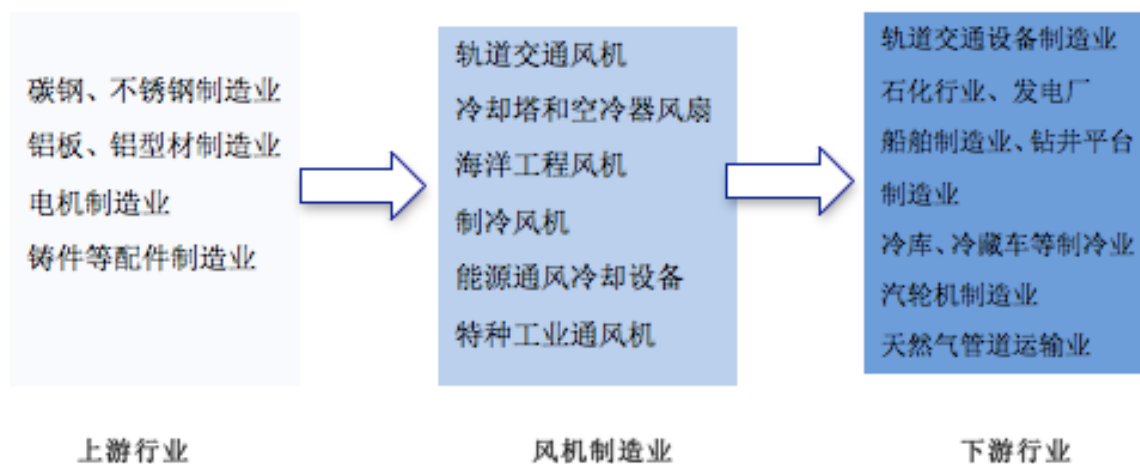 碳钢、不锈钢制造业
铝板、铝型材制造业
电机制造业
铸件等配件制造业
上游行业
轨道交通风机
冷却塔和空冷器风扇
海洋工程风机
制冷风机
能源通风冷却设备
特种工业通风机
风机制造业
轨道交通设备制造业
石化行业、发电厂
船舶制造业、钻井平台
制造业
冷库、冷藏车等制冷业
汽轮机制造业
天然气管道运输业
下游行业